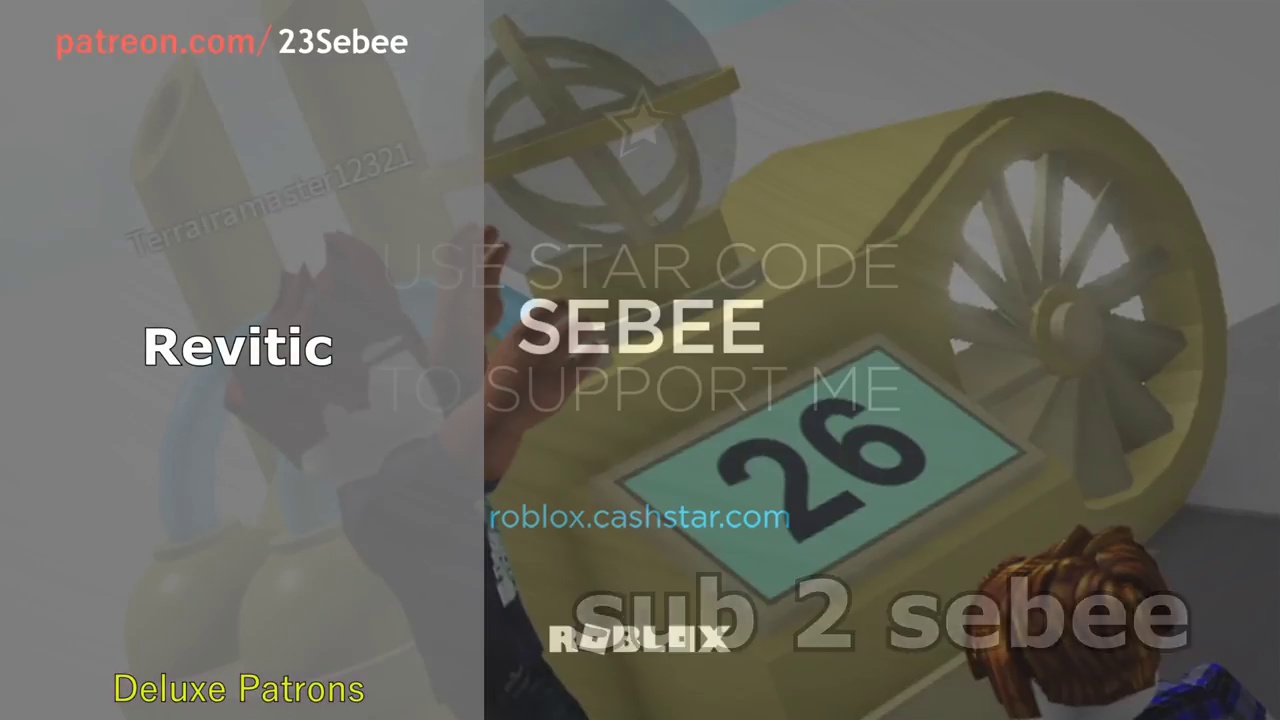 patreon.com/23Sebee
Terrairamaster12321
USE STAR CODE
SEBEE
TO SUPPORT ME
Revitic
26
roblox.cashstar.com
sub 2 sebee
ROBLOX
Deluxe Patrons